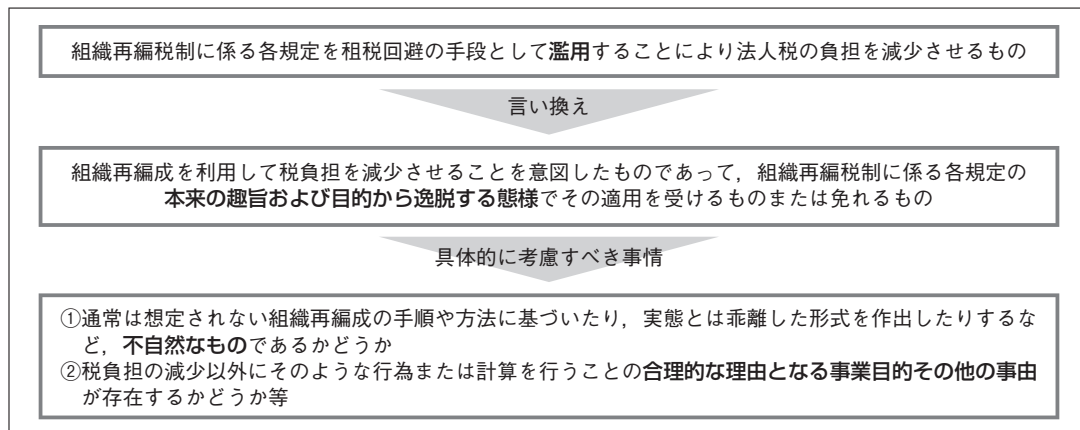 組織再編税制に係る各規定を租税回避の手段として濫用することにより法人税の負担を減少させるもの
言い換え
組織再編成を利用して税負担を減少させることを意図したものであって，組織再編税制に係る各規定の
本来の趣旨および目的から逸脱する態様でその適用を受けるものまたは免れるもの
具体的に考慮すべき事情
①通常は想定されない組織再編成の手順や方法に基づいたり，実態とは乖離した形式を作出したりするな
ど，不自然なものであるかどうか
②税負担の減少以外にそのような行為または計算を行うことの合理的な理由となる事業目的その他の事由
が存在するかどうか等